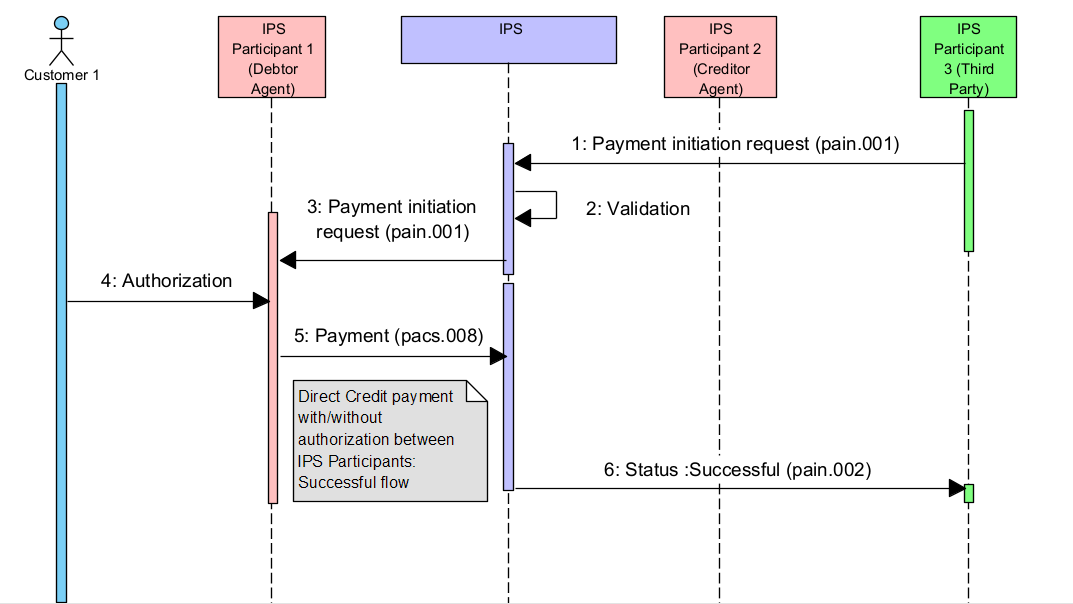 Customer 1
IPS
Participant 1
(Debtor
Agent)
IPS
IPS
Participant 2
(Creditor
Agent)
IPS
Participant
3 (Third
Party)
1: Payment initiation request (pain.001)
2: Validation
3: Payment initiation
request (pain.001)
4: Authorization
5: Payment (pacs.008)
Direct Credit payment
with/without
authorization between
IPS Participants:
Successful flow
6: Status :Successful (pain.002)